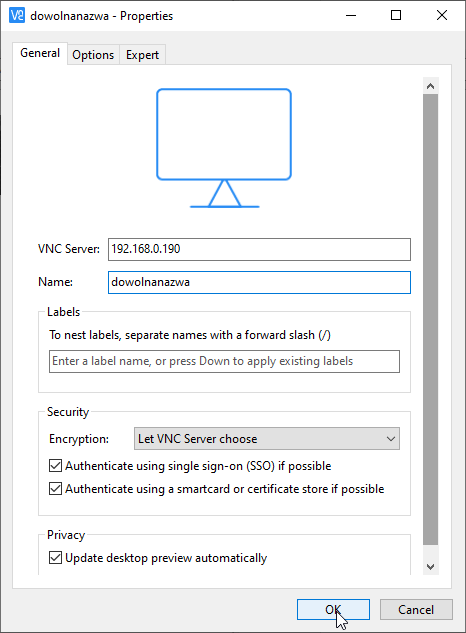 dowolnanazwa - Properties
General Options Expert
VNC Server: 192.168.0.190
Name: dowolnanazwa
Labels
To nest labels, separate names with a forward slash (/)
Enter a label name, or press Down to apply existing labels
Security
Encryption: Let VNC Server choose
Authenticate using single sign-on (SSO) if possible
Authenticate using a smartcard or certificate store if possible
Privacy
Update desktop preview automatically
OK Cancel